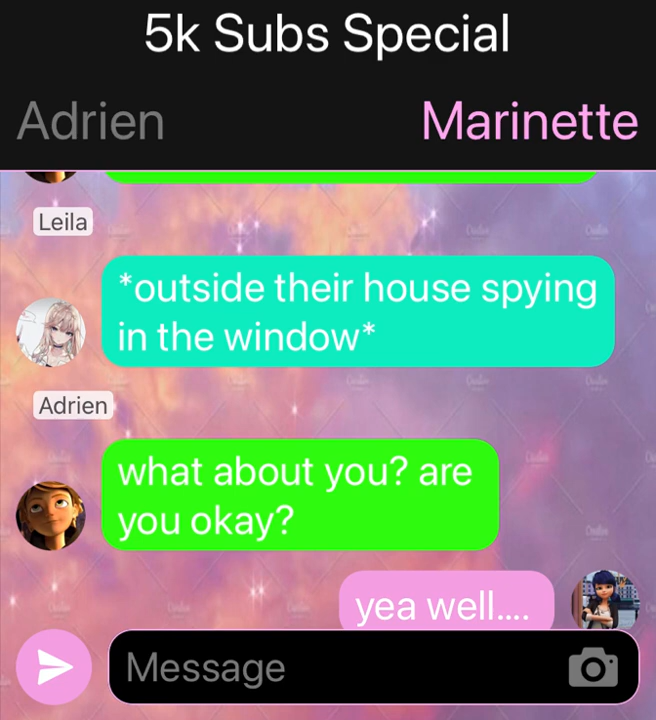 5k Subs Special
Adrien
Marinette
Leila
*outside their house spying
in the window*
Adrien
what about you? are
you okay?
yea well....
Message